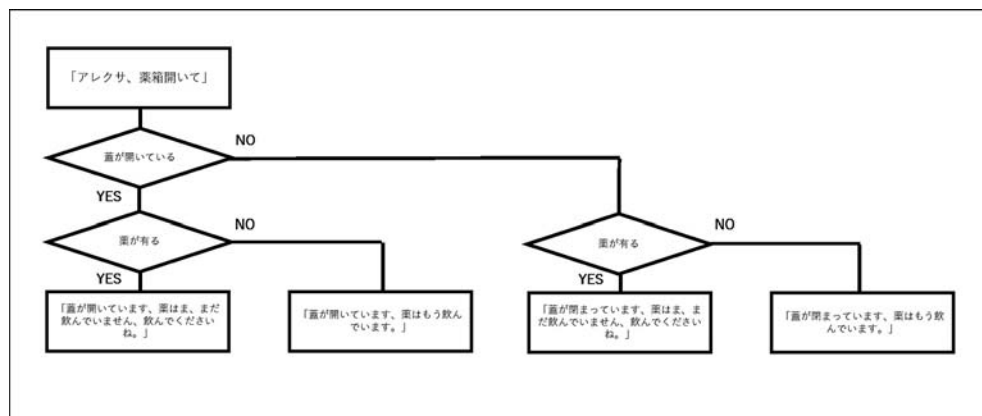 「アレクサ、薬箱開いて」
蓋が開いている
NO
YES
薬が有る
NO
YES
「蓋が開いています、薬はま、まだ
飲んでいません、飲んでください
ね。」
「蓋が開いています、薬はもう飲ん
でいます。」
薬が有る
NO
YES
「蓋が閉まっています、薬はま、ま
だ飲んでいません、飲んでください
ね。」
「蓋が閉まっています、薬はもう飲
んでいます。」